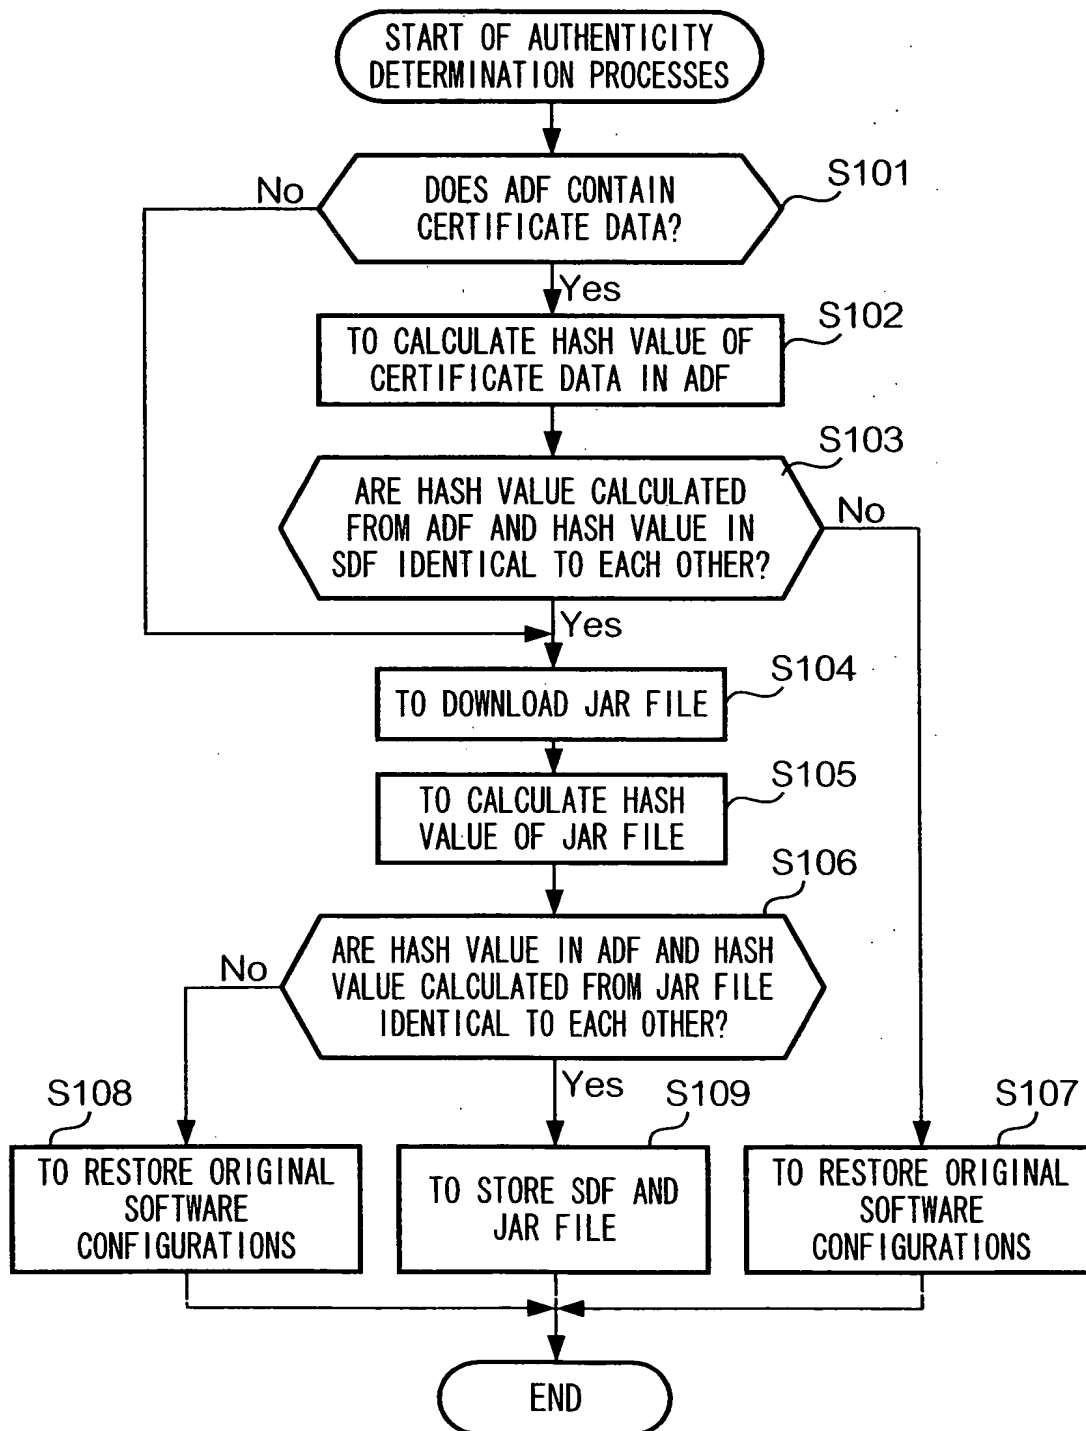 START OF AUTHENTICITY
DETERMINATION PROCESSES
S101
No
DOES ADF CONTAIN
CERTIFICATE DATA?
Yes
S102
TO CALCULATE HASH VALUE OF
CERTIFICATE DATA IN ADF
S103
ARE HASH VALUE CALCULATED
FROM ADF AND HASH VALUE IN
SDF IDENTICAL TO EACH OTHER?
No
Yes
S104
TO DOWNLOAD JAR FILE
S105
TO CALCULATE HASH
VALUE OF JAR FILE
S106
ARE HASH VALUE IN ADF AND HASH
VALUE CALCULATED FROM JAR FILE
IDENTICAL TO EACH OTHER?
No
Yes
S108
TO RESTORE ORIGINAL
SOFTWARE
CONFIGURATIONS
S109
TO STORE SDF AND
JAR FILE
S107
TO RESTORE ORIGINAL
SOFTWARE
CONFIGURATIONS
END